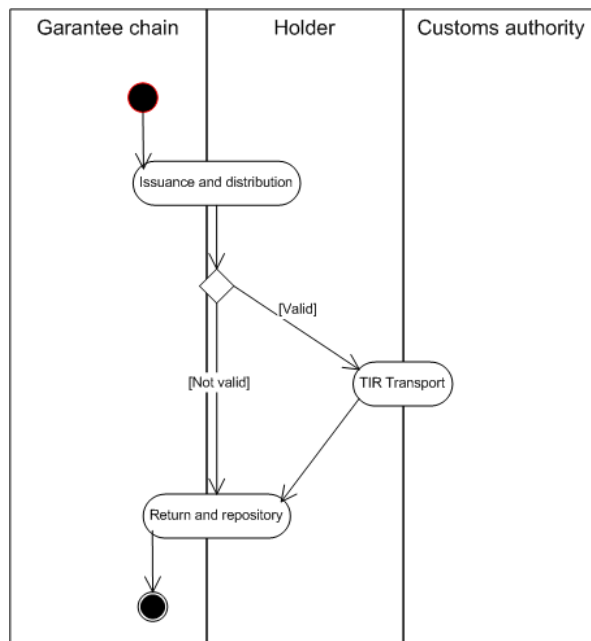 Garantee chain
Holder
Customs authority
Issuance and distribution
[Valid]
[Not valid]
TIR Transport
Return and repository